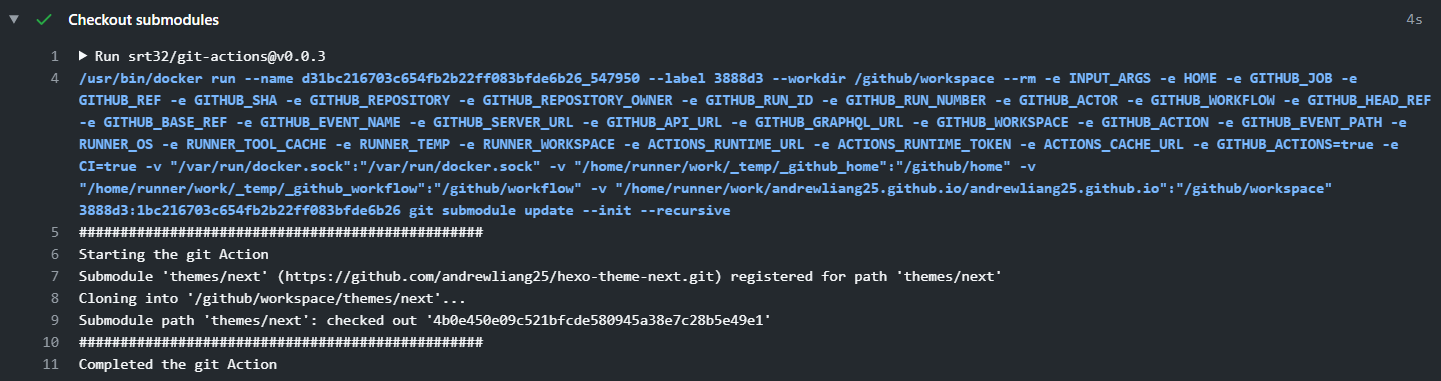 Checkout submodules 4s
1 Run srt32/git-actions@v0.0.3
4 /usr/bin/docker run --name d31bc216703c654fb2b22ff083bfde6b26_547950 --label 3888d3 --workdir /github/workspace --rm -e INPUT_ARGS -e HOME -e GITHUB_JOB -e
GITHUB_REF -e GITHUB_SHA -e GITHUB_REPOSITORY -e GITHUB_REPOSITORY_OWNER -e GITHUB_RUN_ID -e GITHUB_RUN_NUMBER -e GITHUB_ACTOR -e GITHUB_WORKFLOW -e GITHUB_HEAD_REF
-e GITHUB_BASE_REF -e GITHUB_EVENT_NAME -e GITHUB_SERVER_URL -e GITHUB_API_URL -e GITHUB_GRAPHQL_URL -e GITHUB_WORKSPACE -e GITHUB_ACTION -e GITHUB_EVENT_PATH -e
RUNNER_OS -e RUNNER_TOOL_CACHE -e RUNNER_TEMP -e RUNNER_WORKSPACE -e ACTIONS_RUNTIME_URL -e ACTIONS_RUNTIME_TOKEN -e ACTIONS_CACHE_URL -e GITHUB_ACTIONS=true -e
CI=true -v "/var/run/docker.sock":"/var/run/docker.sock" -v "/home/runner/work/_temp/_github_home":"/github/home" -v
"/home/runner/work/_temp/_github_workflow":"/github/workflow" -v "/home/runner/work/andrewliang25.github.io/andrewliang25.github.io":"/github/workspace"
3888d3:1bc216703c654fb2b22ff083bfde6b26 git submodule update --init --recursive
5 #################################################
6 Starting the git Action
7 Submodule 'themes/next' (https://github.com/andrewliang25/hexo-theme-next.git) registered for path 'themes/next'
8 Cloning into '/github/workspace/themes/next'...
9 Submodule path 'themes/next': checked out '4b0e450e09c521bfcde580945a38e7c28b5e49e1'
10 #################################################
11 Completed the git Action